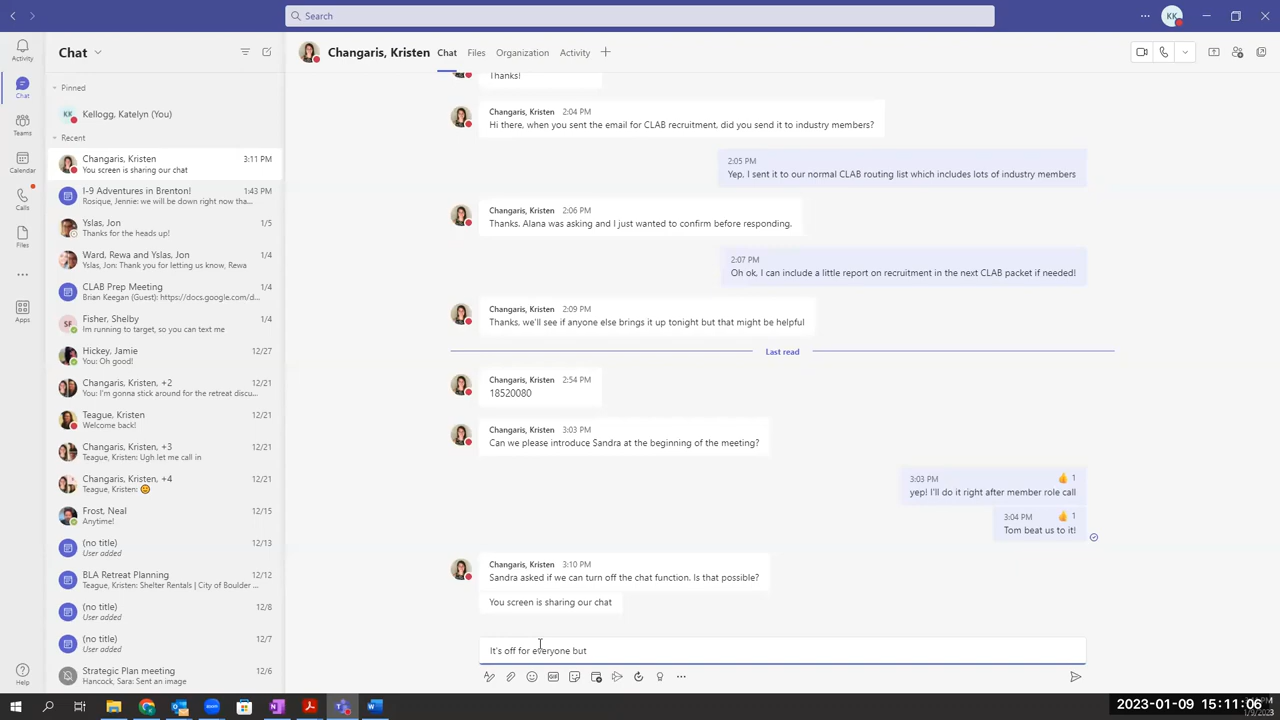 Search
KK
Activity
Chat
Teams
Calendar
Calls
Files
Apps
Help
Chat
Pinned
KK
Kellogg, Katelyn (You)
Recent
Changaris, Kristen 3:11 PM
You screen is sharing our chat
I-9 Adventures in Brenton! 1:43 PM
Rosique, Jennie: we will be down right now tha...
Yslas, Jon 1/5
Thanks for the heads up!
Ward, Rewa and Yslas, Jon 1/4
Yslas, Jon: Thank you for letting us know, Rewa
CLAB Prep Meeting 1/4
Brian Keegan (Guest): https://docs.google.com/d...
SF
Fisher, Shelby 1/4
Im running to target, so you can text me
Hickey, Jamie 12/27
You: Oh good!
Changaris, Kristen, +2 12/21
You: I'm gonna stick around for the retreat discu...
Teague, Kristen 12/21
Welcome back!
Changaris, Kristen, +3 12/21
Teague, Kristen: Ugh let me call in
Changaris, Kristen, +4 12/21
Teague, Kristen:
Frost, Neal 12/15
Anytime!
(no title) 12/13
User added
BLA Retreat Planning 12/12
Teague, Kristen: Shelter Rentals | City of Boulder ...
(no title) 12/8
User added
(no title) 12/7
User added
Strategic Plan meeting 12/6
Hancock, Sara: Sent an image
Changaris, Kristen Chat Files Organization Activity
Thanks!
Changaris, Kristen 2:04 PM
Hi there, when you sent the email for CLAB recruitment, did you send it to industry members?
2:05 PM
Yep, I sent it to our normal CLAB routing list which includes lots of industry members
Changaris, Kristen 2:06 PM
Thanks, Alana was asking and I just wanted to confirm before responding.
2:07 PM
Oh ok, I can include a little report on recruitment in the next CLAB packet if needed!
Changaris, Kristen 2:09 PM
Thanks, we'll see if anyone else brings it up tonight but that might be helpful
Last read
Changaris, Kristen 2:54 PM
18520080
Changaris, Kristen 3:03 PM
Can we please introduce Sandra at the beginning of the meeting?
3:03 PM 1
yep! I'll do it right after member role call
3:04 PM 1
Tom beat us to it!
Changaris, Kristen 3:10 PM
Sandra asked if we can turn off the chat function. Is that possible?
You screen is sharing our chat
It's off for everyone but
GIF
2023-01-09 15:11:06